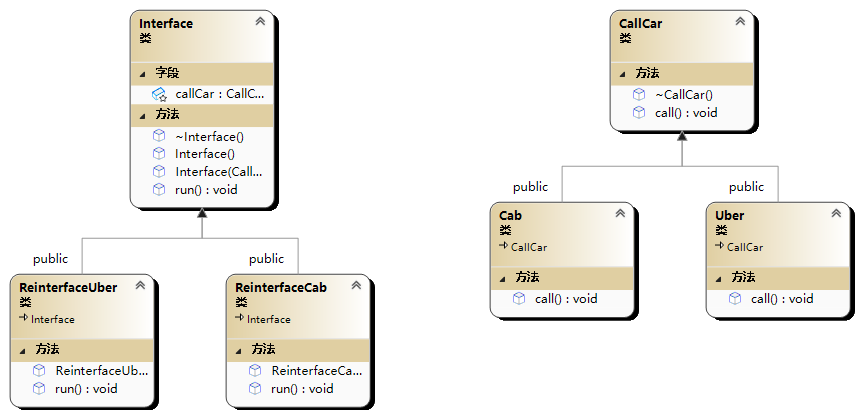 Interface
类
字段
callCar : CallC...
方法
~Interface()
Interface()
Interface(Call...
run() : void
public
public
ReinterfaceUber
类
Interface
方法
ReinterfaceUb...
run() : void
ReinterfaceCab
类
Interface
方法
ReinterfaceCa...
run() : void
CallCar
类
方法
~CallCar()
call() : void
public
public
Cab
类
CallCar
方法
call() : void
Uber
类
CallCar
方法
call() : void